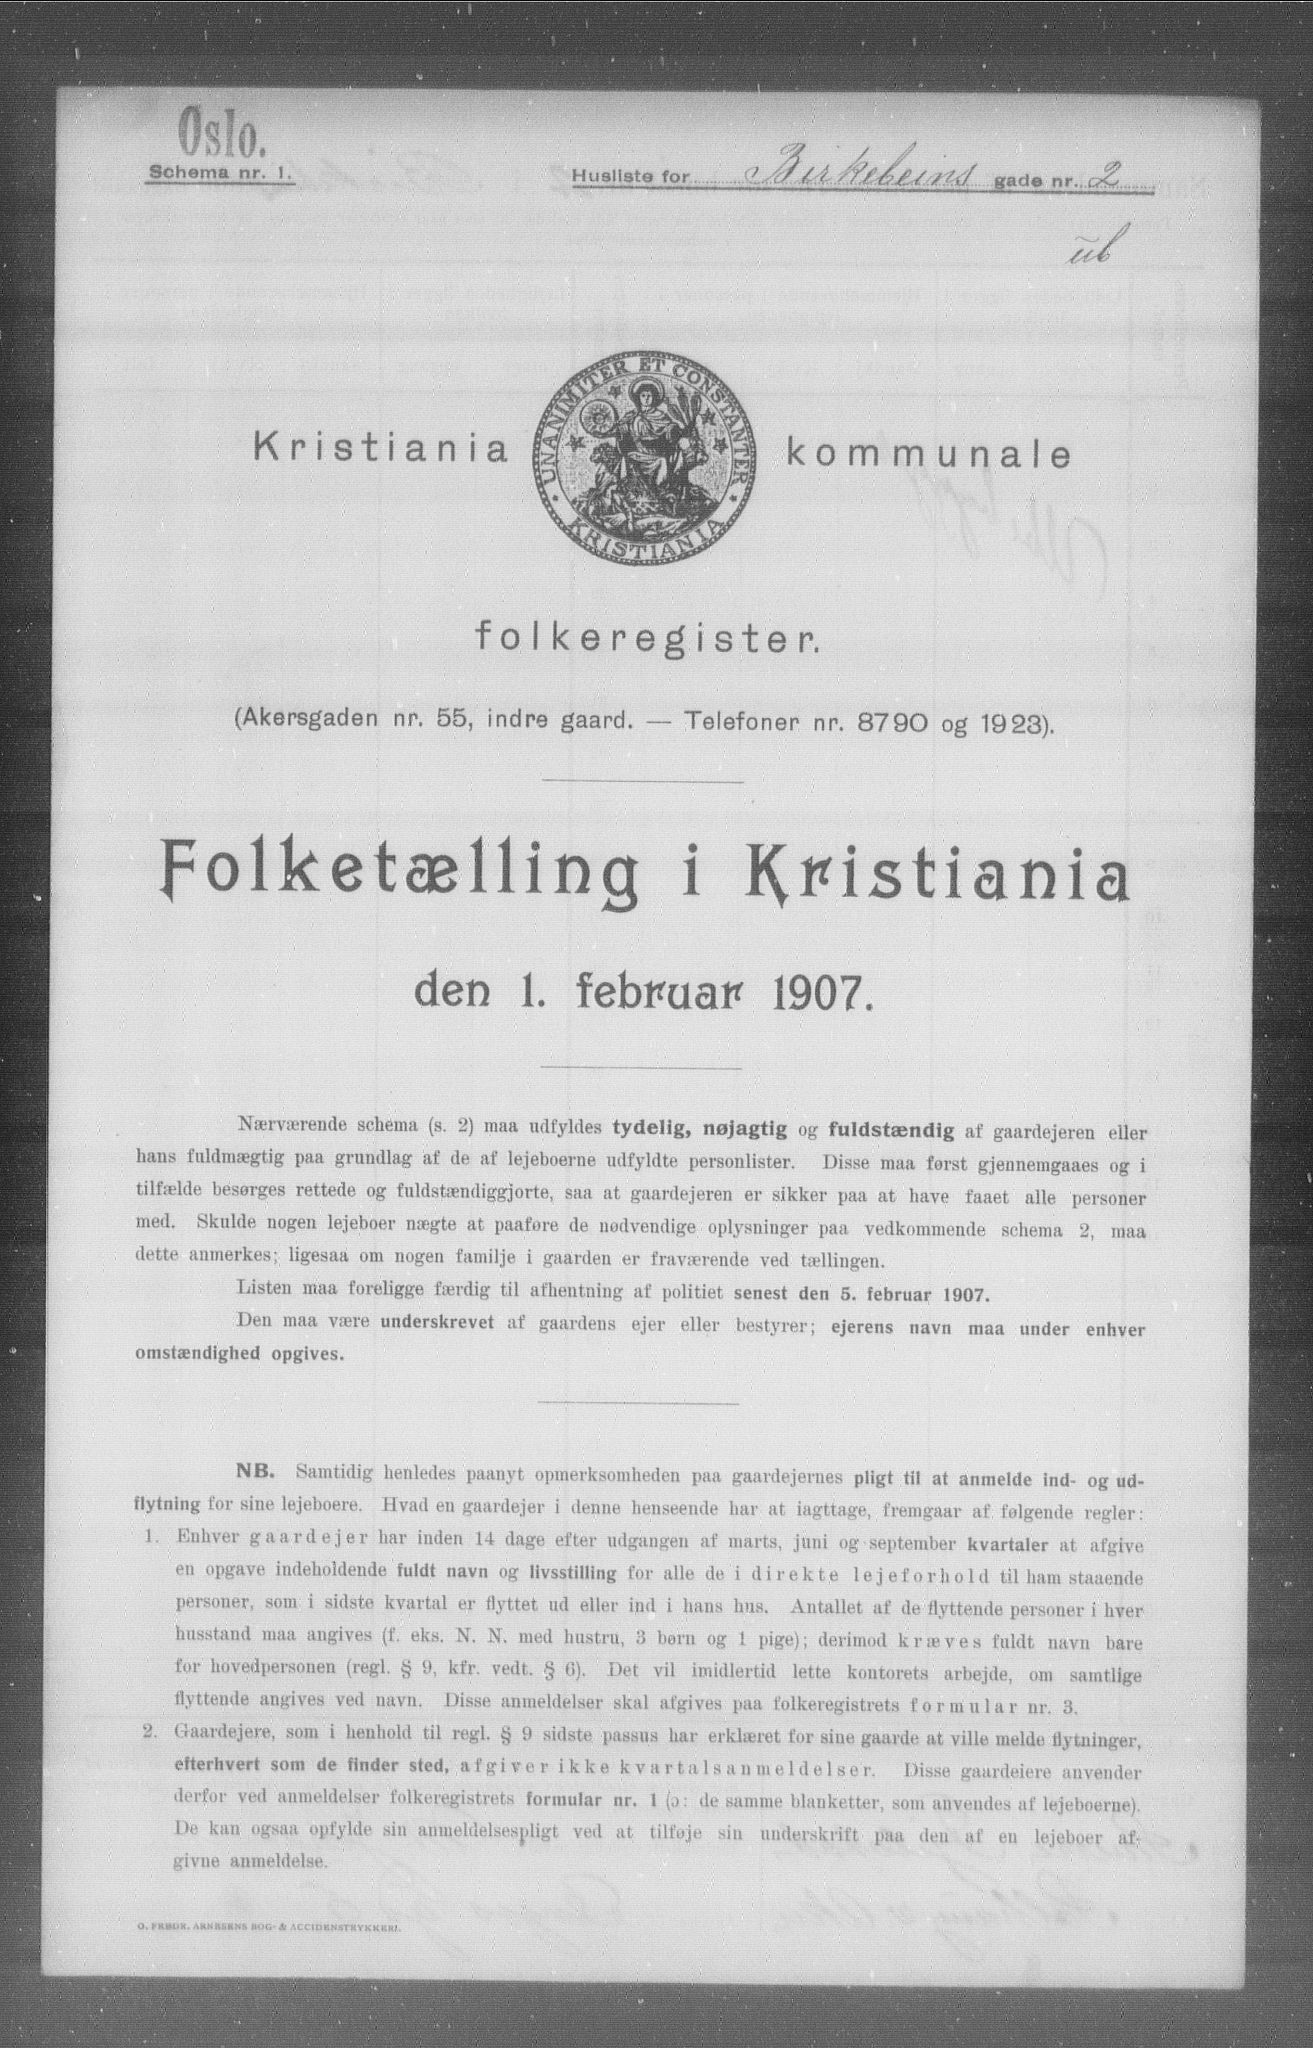 Oslo.
Schema nr. 1.
Husliste for Birkebeins gade nr. 2
ub
UNANIMITER ET CONSTANTER
KRISTIANIA
Kristiania kommunale
folkeregister.
(Akersgaden nr. 55, indre gaard. — Telefoner nr. 8790 og 1923).
Folketælling i Kristiania
den 1. februar 1907.
Nærværende schema (s. 2) maa udfyldes tydelig, nøjagtig og fuldstændig af gaardejeren eller
hans fuldmægtig paa grundlag af de af lejeboerne udfyldte personlister. Disse maa først gjennemgaaes og i
tilfælde besørges rettede og fuldstændiggjorte, saa at gaardejeren er sikker paa at have faaet alle personer
med. Skulde nogen lejeboer nægte at paaføre de nødvendige oplysninger paa vedkommende schema 2, maa
dette anmerkes; ligesaa om nogen familje i gaarden er fraværende ved tællingen.
Listen maa foreligge færdig til afhentning af politiet senest den 5. februar 1907.
Den maa være underskrevet af gaardens ejer eller bestyrer; ejerens navn maa under enhver
omstændighed opgives.
NB. Samtidig henledes paanyt opmerksomheden paa gaardejernes pligt til at anmelde ind- og ud-
flytning for sine lejeboere. Hvad en gaardejer i denne henseende har at iagttage, fremgaar af følgende regler:
1. Enhver gaardejer har inden 14 dage efter udgangen af marts, juni og september kvartaler at afgive
en opgave indeholdende fuldt navn og livsstilling for alle de i direkte lejeforhold til ham staaende
personer, som i sidste kvartal er flyttet ud eller ind i hans hus. Antallet af de flyttende personer i hver
husstand maa angives (f. eks. N. N. med hustru, 3 børn og 1 pige); derimod kræves fuldt navn bare
for hovedpersonen (regl. § 9, kfr. vedt. § 6). Det vil imidlertid lette kontorets arbejde, om samtlige
flyttende angives ved navn. Disse anmeldelser skal afgives paa folkeregistrets formular nr. 3.
2. Gaardejere, som i henhold til regl. § 9 sidste passus har erklæret for sine gaarde at ville melde flytninger,
efterhvert som de finder sted, afgiver ikke kvartalsanmeldelser. Disse gaardeiere anvender
derfor ved anmeldelser folkeregistrets formular nr. 1 (ɔ: de samme blanketter, som anvendes af lejeboerne).
De kan ogsaa opfylde sin anmeldelsespligt ved at tilføje sin underskrift paa den af en lejeboer af-
givne anmeldelse.
O. FREDR. ARNESENS BOG- & ACCIDENSTRYKKERI.